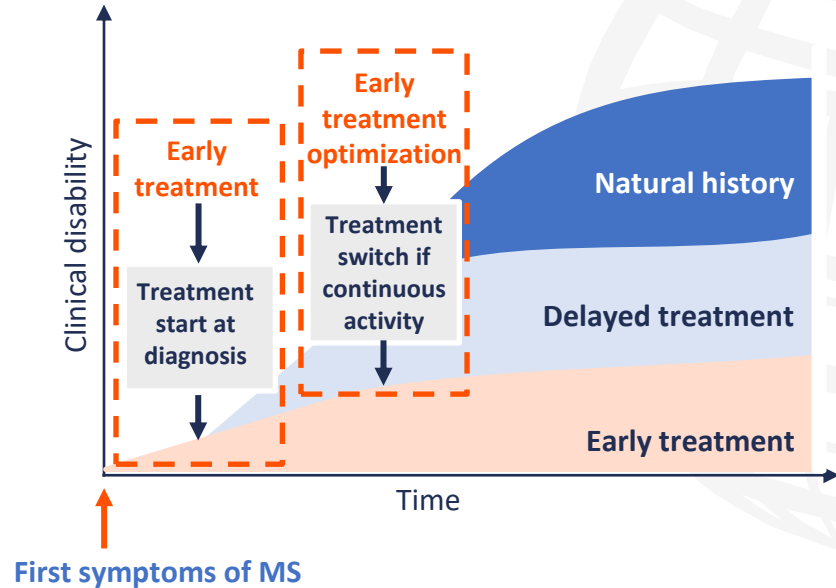 Clinical disability
Early
treatment
Treatment
start at
diagnosis
Early
treatment
optimization
Treatment
switch if
continuous
activity
Natural history
Delayed treatment
Early treatment
Time
First symptoms of MS